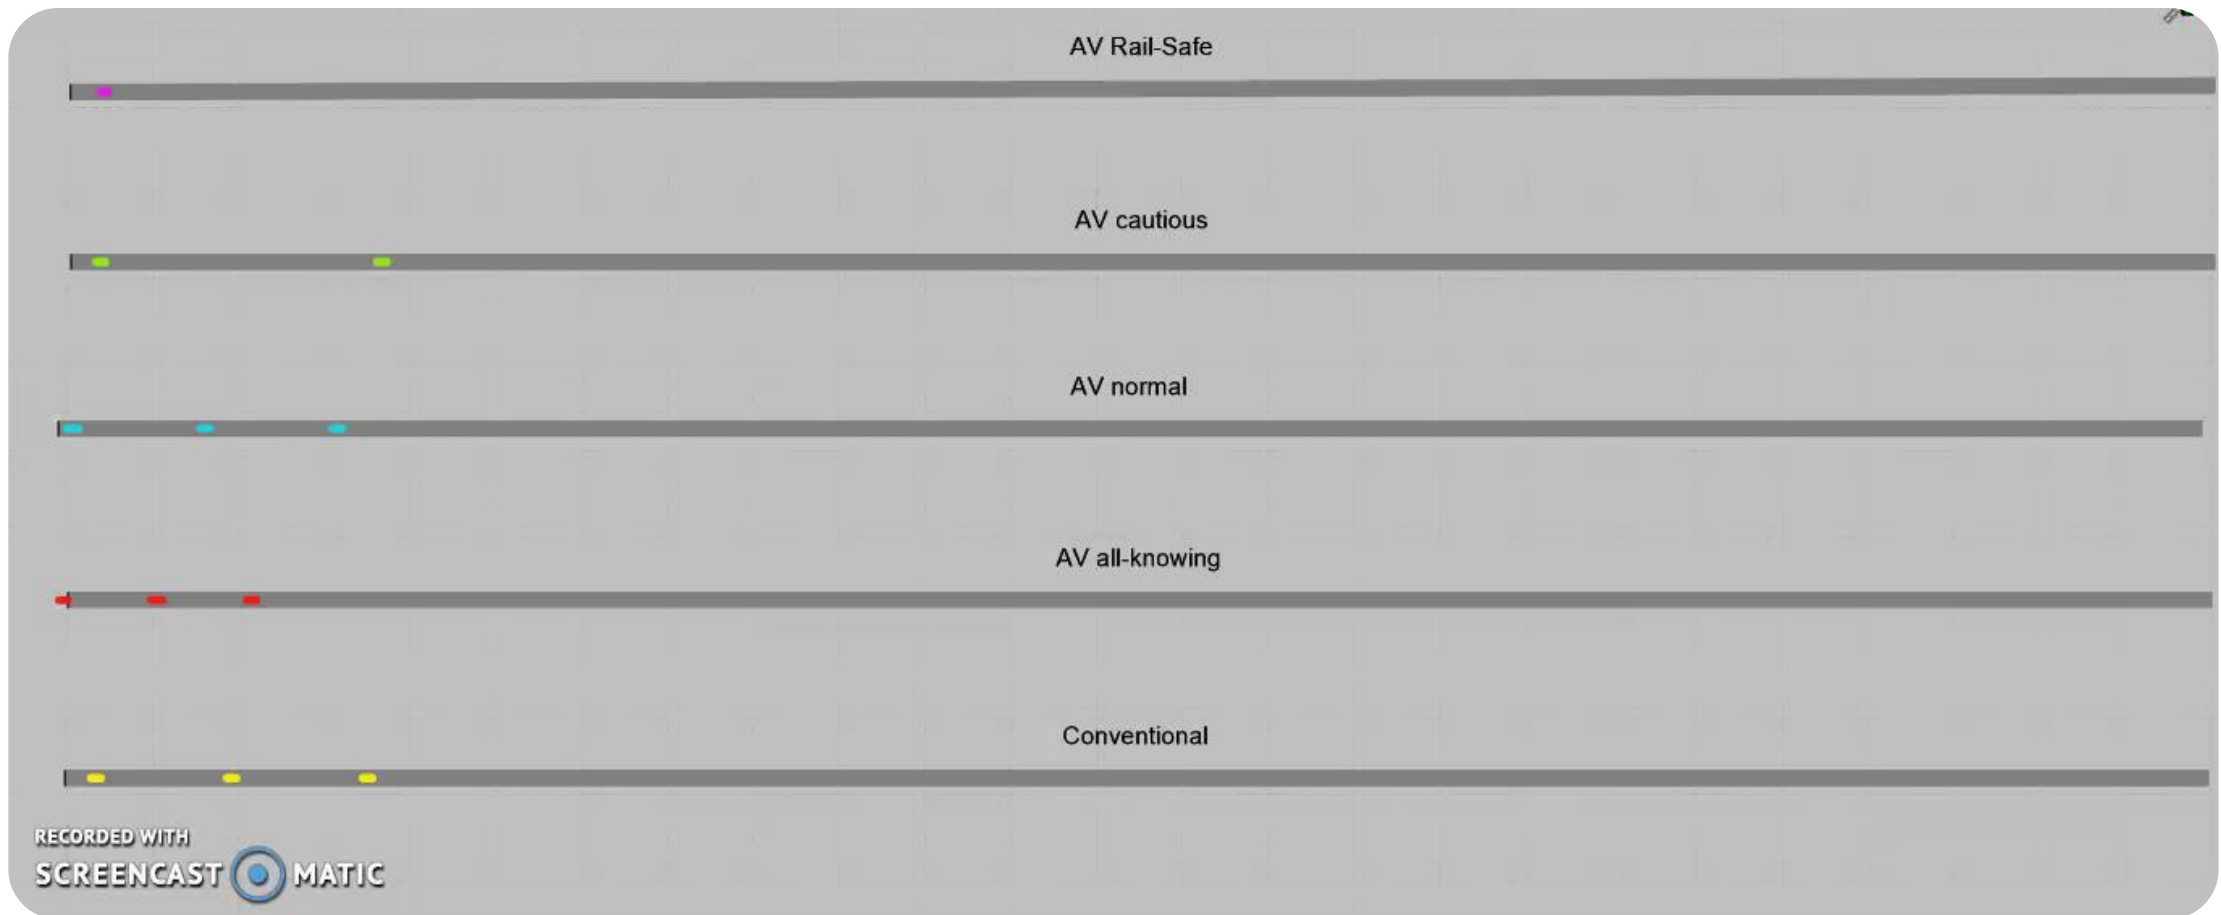 AV Rail-Safe
AV cautious
AV normal
AV all-knowing
Conventional
RECORDED WITH
SCREENCAST MATIC